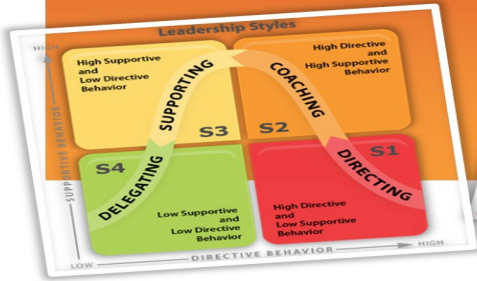 Leadership Styles
HIGH
High Supportive
and
Low Directive
Behavior
High Directive
and
High Supportive
Behavior
SUPPORTING
COACHING
S3
S2
SUPPORTIVE BEHAVIOR
S4
S1
DELEGATING
DIRECTING
Low Supportive
and
Low Directive
Behavior
High Directive
and
Low Supportive
Behavior
LOW
DIRECTIVE BEHAVIOR
HIGH